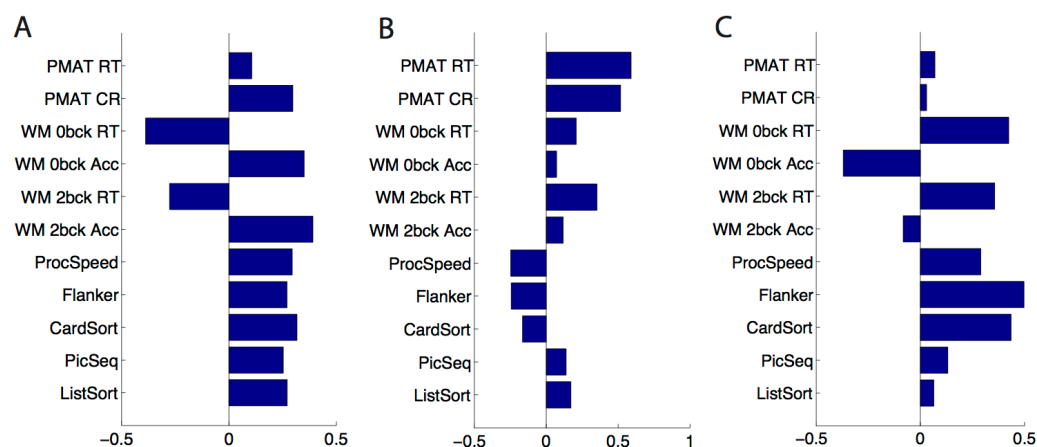 A
PMAT RT
PMAT CR
WM 0bck RT
WM 0bck Acc
WM 2bck RT
WM 2bck Acc
ProcSpeed
Flanker
CardSort
PicSeq
ListSort
−0.5 0 0.5
B
PMAT RT
PMAT CR
WM 0bck RT
WM 0bck Acc
WM 2bck RT
WM 2bck Acc
ProcSpeed
Flanker
CardSort
PicSeq
ListSort
−0.5 0 0.5 1
C
PMAT RT
PMAT CR
WM 0bck RT
WM 0bck Acc
WM 2bck RT
WM 2bck Acc
ProcSpeed
Flanker
CardSort
PicSeq
ListSort
−0.5 0 0.5